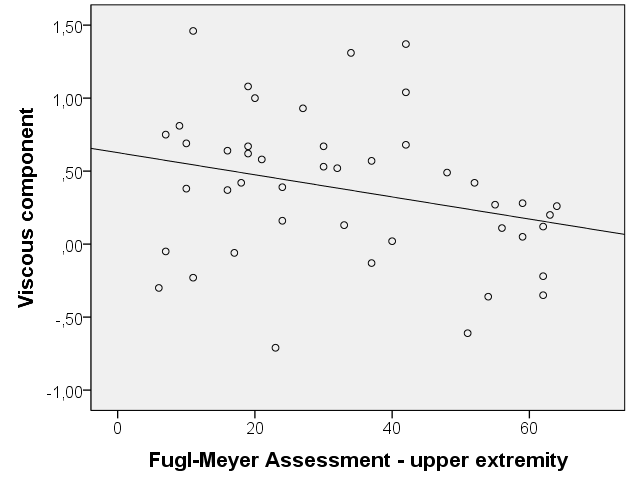 1,50
1,00
,50
,00
-,50
-1,00
Viscous component
0 20 40 60
Fugl-Meyer Assessment - upper extremity